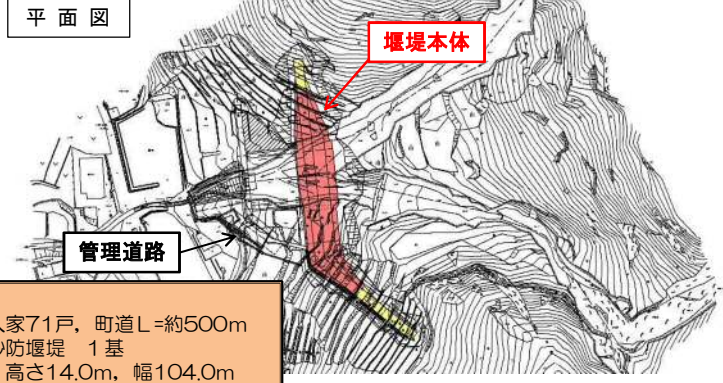 平面図
堰堤本体
管理道路
家71戸，町道L=約500m
防堰堤　1基
高さ14.0m，幅104.0m